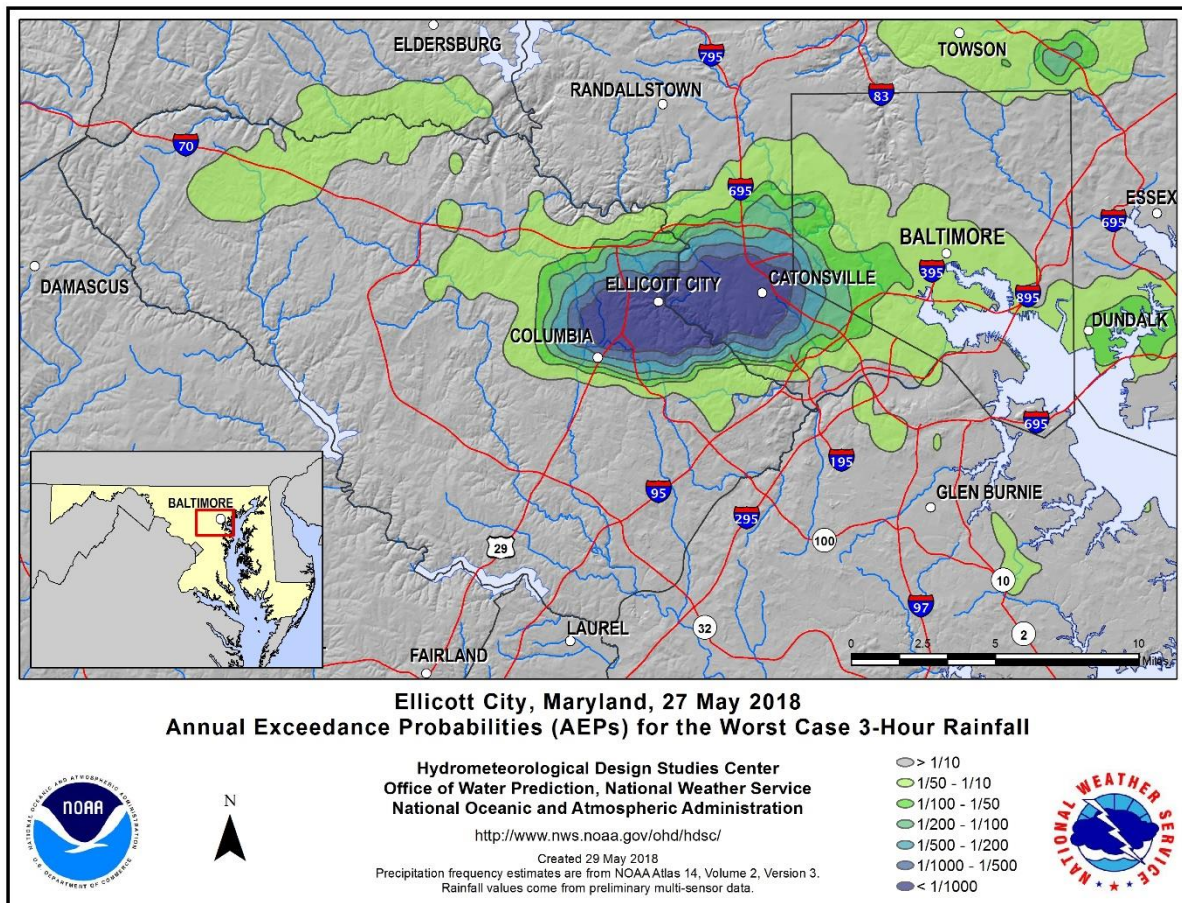 ELDERSBURG
TOWSON
795
RANDALLSTOWN
83
70
695
ESSEX
695
BALTIMORE
DAMASCUS
ELLICOTT CITY
CATONSVILLE
395
895
COLUMBIA
DUNDALK
695
195
95
GLEN BURNIE
295
BALTIMORE
29
100
10
97
LAUREL
32
2
FAIRLAND
0 2.5 5 10
Miles
Ellicott City, Maryland, 27 May 2018
Annual Exceedance Probabilities (AEPs) for the Worst Case 3-Hour Rainfall
NATIONAL OCEANIC AND ATMOSPHERIC ADMINISTRATION
NOAA
U.S. DEPARTMENT OF COMMERCE
N
Hydrometeorological Design Studies Center
Office of Water Prediction, National Weather Service
National Oceanic and Atmospheric Administration
http://www.nws.noaa.gov/ohd/hdsc/
Created 29 May 2018
Precipitation frequency estimates are from NOAA Atlas 14, Volume 2, Version 3.
Rainfall values come from preliminary multi-sensor data.
> 1/10
1/50 - 1/10
1/100 - 1/50
1/200 - 1/100
1/500 - 1/200
1/1000 - 1/500
< 1/1000
NATIONAL WEATHER SERVICE